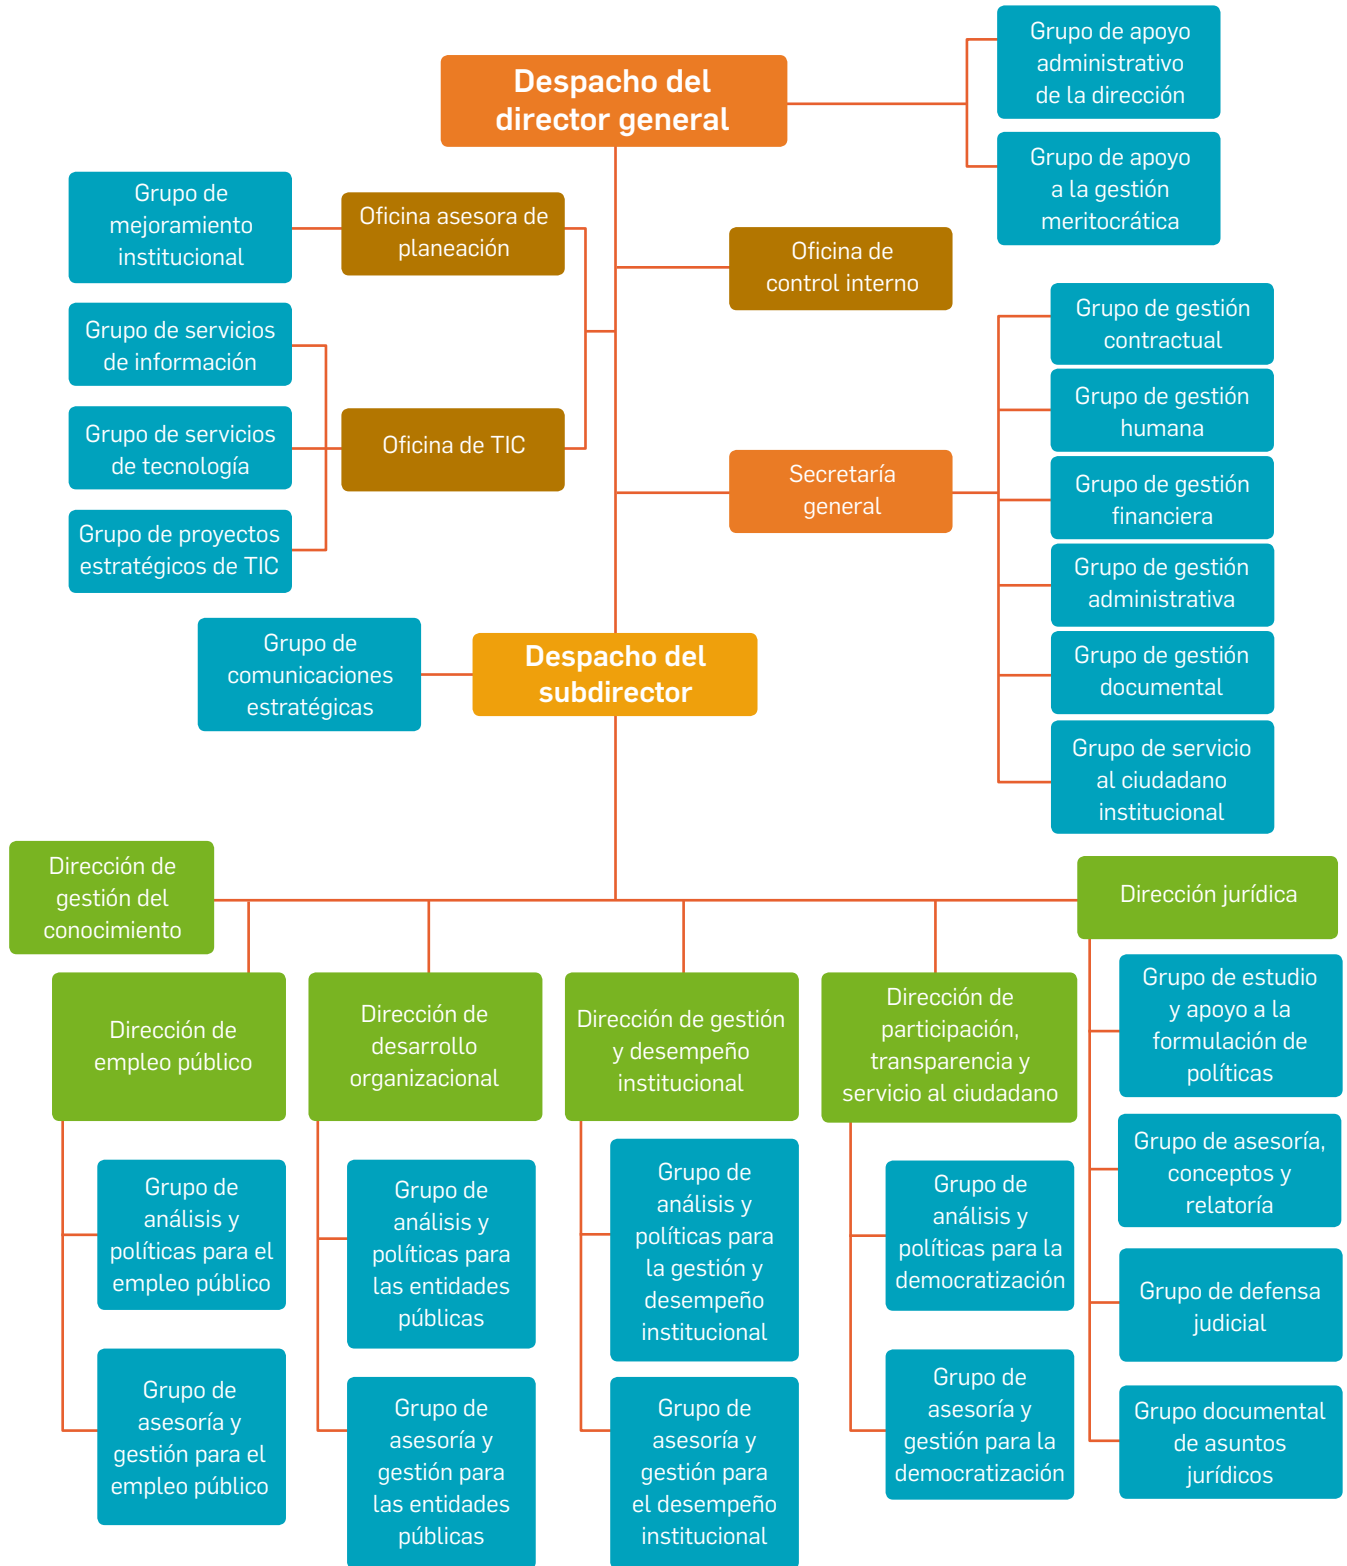 Despacho del
director general
Grupo de apoyo
administrativo
de la dirección
Grupo de apoyo
a la gestión
meritocrática
Grupo de
mejoramiento
institucional
Oficina asesora de
planeación
Oficina de
control interno
Grupo de servicios
de información
Grupo de servicios
de tecnología
Grupo de proyectos
estratégicos de TIC
Oficina de TIC
Secretaría
general
Grupo de gestión
contractual
Grupo de gestión
humana
Grupo de gestión
financiera
Grupo de gestión
administrativa
Grupo de gestión
documental
Grupo de servicio
al ciudadano
institucional
Grupo de
comunicaciones
estratégicas
Despacho del
subdirector
Dirección de
gestión del
conocimiento
Dirección jurídica
Dirección de
empleo público
Dirección de
desarrollo
organizacional
Dirección de gestión
y desempeño
institucional
Dirección de
participación,
transparencia y
servicio al ciudadano
Grupo de estudio
y apoyo a la
formulación de
políticas
Grupo de asesoría,
conceptos y
relatoría
Grupo de defensa
judicial
Grupo documental
de asuntos
jurídicos
Grupo de
análisis y
políticas para el
empleo público
Grupo de
asesoría y
gestión para el
empleo público
Grupo de
análisis y
políticas para
las entidades
públicas
Grupo de
asesoría y
gestión para
las entidades
públicas
Grupo de
análisis y
políticas para
la gestión y
desempeño
institucional
Grupo de
asesoría y
gestión para
el desempeño
institucional
Grupo de
análisis y
políticas para la
democratización
Grupo de
asesoría y
gestión para la
democratización